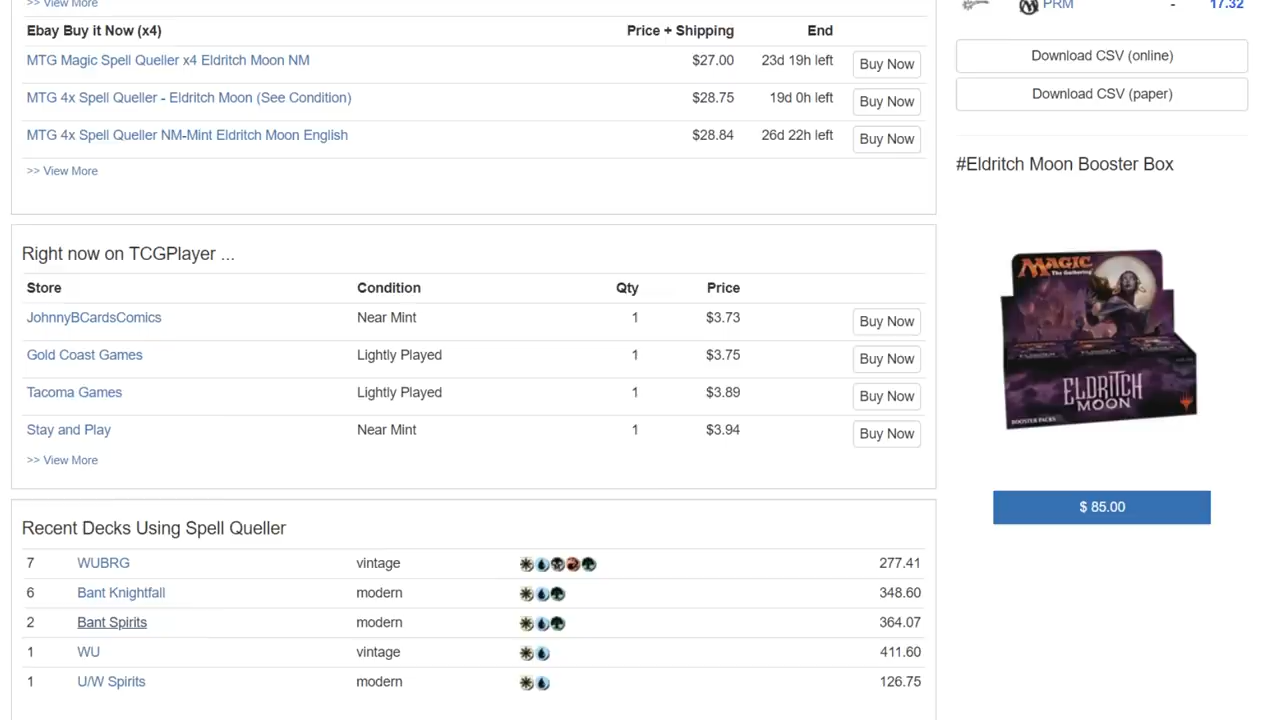 >> View More
PRM - 17.32
Ebay Buy it Now (x4) Price + Shipping End
MTG Magic Spell Queller x4 Eldritch Moon NM $27.00 23d 19h left Buy Now
MTG 4x Spell Queller - Eldritch Moon (See Condition) $28.75 19d 0h left Buy Now
MTG 4x Spell Queller NM-Mint Eldritch Moon English $28.84 26d 22h left Buy Now
>> View More
Download CSV (online)
Download CSV (paper)
#Eldritch Moon Booster Box
MAGIC
The Gathering
ELDRITCH
MOON
BOOSTER PACKS
$ 85.00
Right now on TCGPlayer ...
Store Condition Qty Price
JohnnyBCardsComics Near Mint 1 $3.73 Buy Now
Gold Coast Games Lightly Played 1 $3.75 Buy Now
Tacoma Games Lightly Played 1 $3.89 Buy Now
Stay and Play Near Mint 1 $3.94 Buy Now
>> View More
Recent Decks Using Spell Queller
7 WUBRG vintage 277.41
6 Bant Knightfall modern 348.60
2 Bant Spirits modern 364.07
1 WU vintage 411.60
1 U/W Spirits modern 126.75